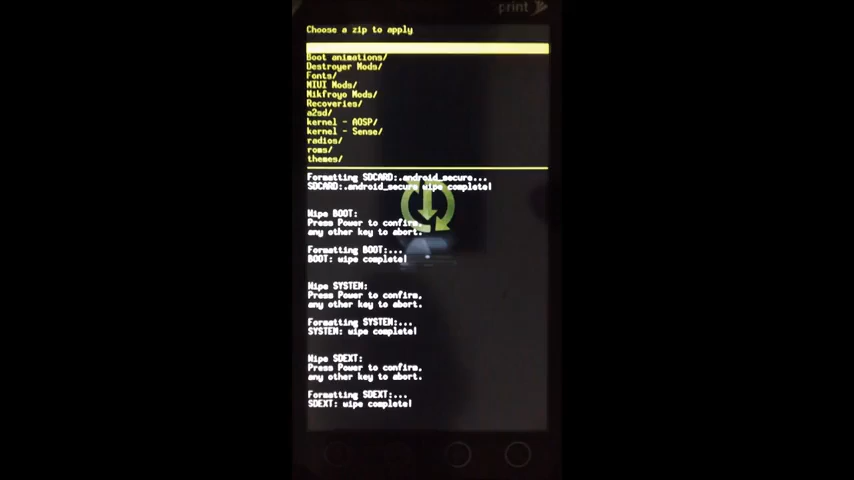 print
Choose a zip to apply
Boot animations/
Destroyer Mods/
Fonts/
MIUI Mods/
Mikfroyo Mods/
Recoveries/
a2sd/
kernel - AOSP/
kernel - Sense/
radios/
roms/
themes/
Formatting SDCARD:.android_secure...
SDCARD:.android_secure wipe complete!
Wipe BOOT:
Press Power to confirm,
any other key to abort.
Formatting BOOT:...
BOOT: wipe complete!
Wipe SYSTEM:
Press Power to confirm,
any other key to abort.
Formatting SYSTEM:...
SYSTEM: wipe complete!
Wipe SDEXT:
Press Power to confirm,
any other key to abort.
Formatting SDEXT:...
SDEXT: wipe complete!